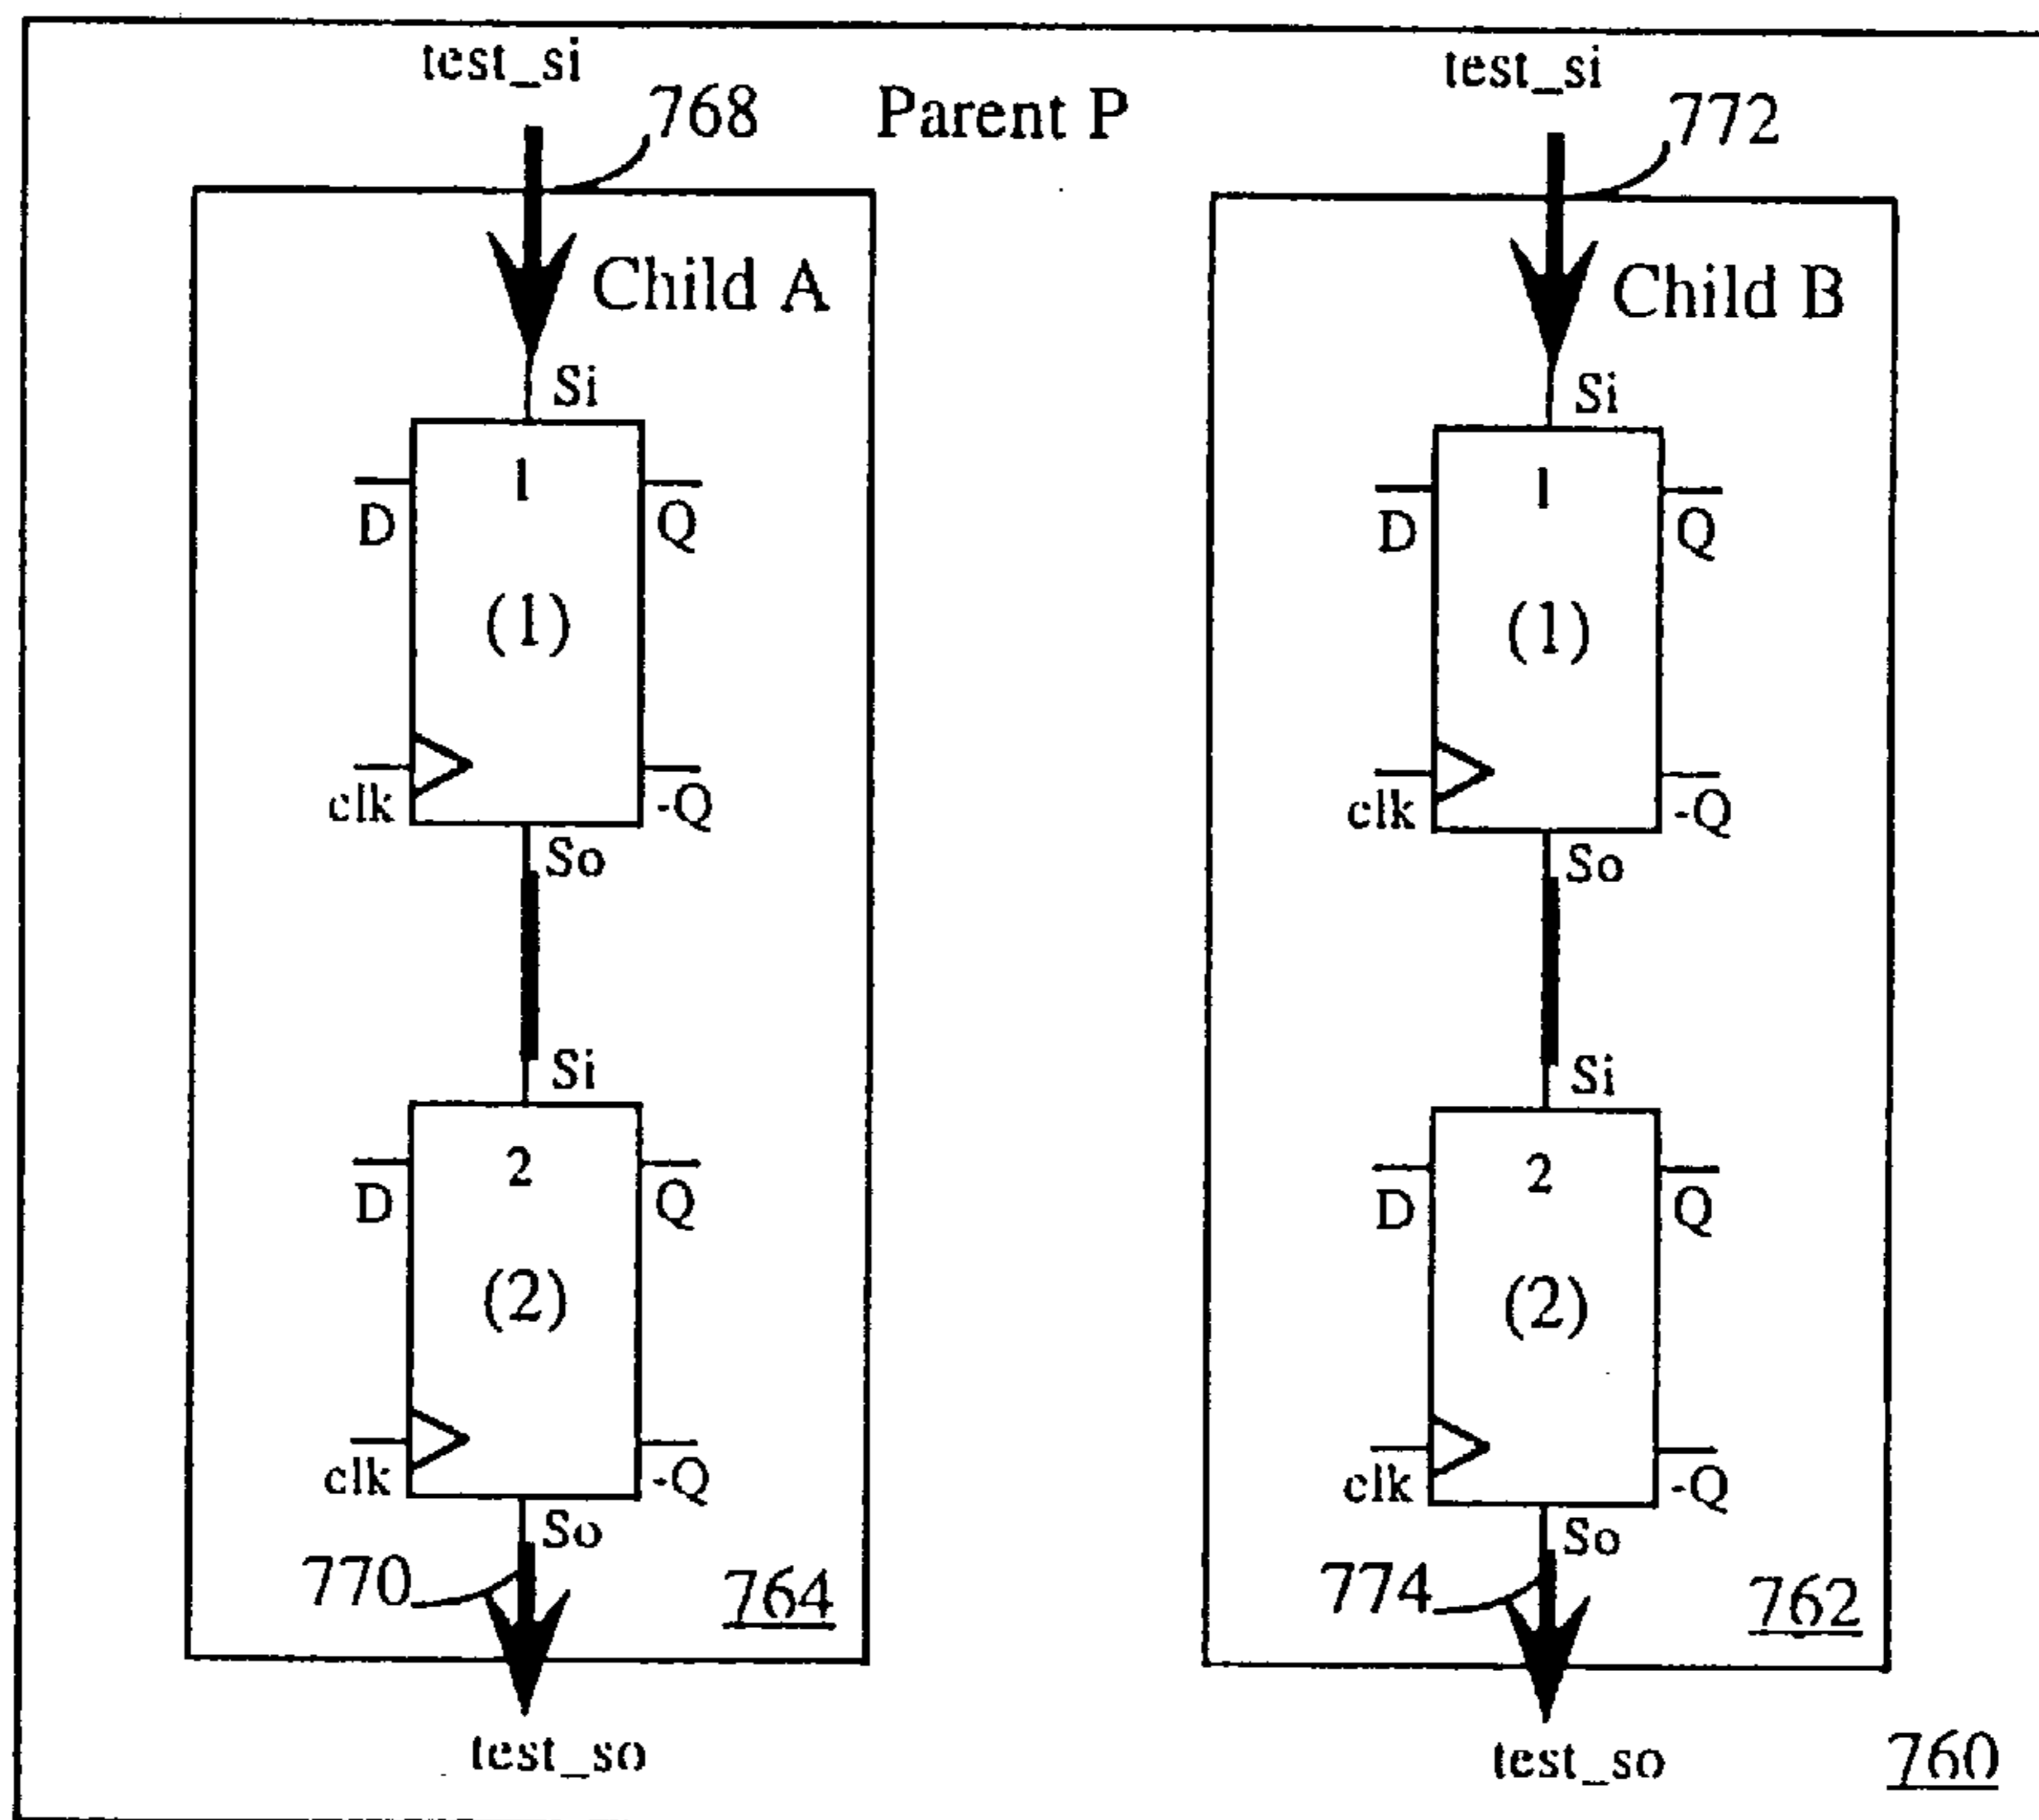 test_si
768
Parent P
test_si
772
Child A
Child B
Si
1
D
Q
(1)
clk
-Q
So
Si
2
D
Q
(2)
clk
-Q
So
770
764
test_so
Si
1
D
Q
(1)
clk
-Q
So
Si
2
D
Q
(2)
clk
-Q
So
774
762
test_so
760